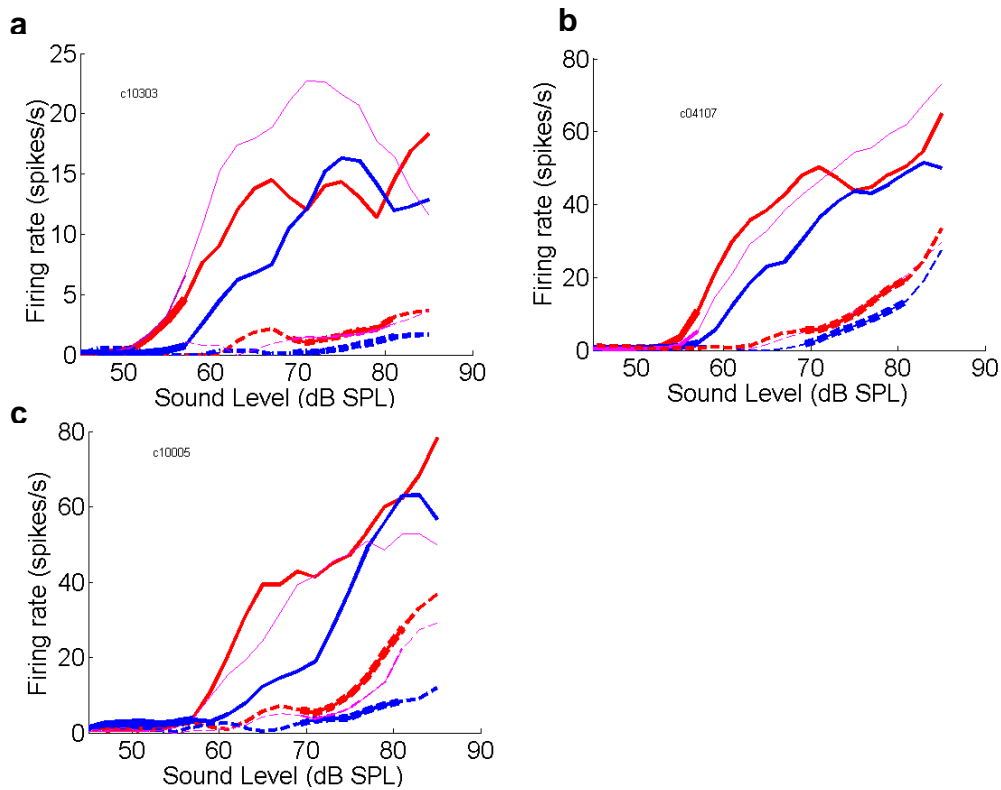 a
c10303
Firing rate (spikes/s)
25
20
15
10
5
0
50 60 70 80 90
Sound Level (dB SPL)
b
c04107
Firing rate (spikes/s)
80
60
40
20
0
50 60 70 80 90
Sound Level (dB SPL)
c
c10005
Firing rate (spikes/s)
80
60
40
20
0
50 60 70 80 90
Sound Level (dB SPL)